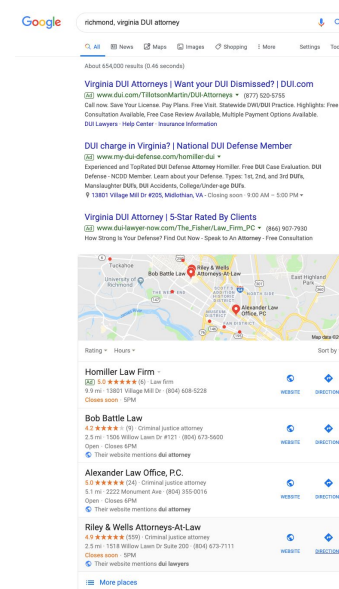 Google
richmond, virginia DUI attorney
All News Maps Images Shopping More Settings Too
About 654,000 results (0.46 seconds)
Virginia DUI Attorneys | Want your DUI Dismissed? | DUI.com
Ad www.dui.com/TillotsonMartin/DUI-Attorneys (877) 520-5755
Call now. Save Your License. Pay Plans. Free Visit. Statewide DWI/DUI Practice. Highlights: Free
Consultation Available, Free Case Review Available, Multiple Payment Options Available.
DUI Lawyers · Help Center · Insurance Information
DUI charge in Virginia? | National DUI Defense Member
Ad www.my-dui-defense.com/homiller-dui
Experienced and TopRated DUI Defense Attorney Homiller. Free DUI Case Evaluation. DUI
Defense - NCDD Member. Learn about your Defense. Types: 1st, 2nd, and 3rd DUI's,
Manslaughter DUI's, DUI Accidents, College/Under-age DUI's.
13801 Village Mill Dr #205, Midlothian, VA - Closing soon · 9:00 AM – 5:00 PM
Virginia DUI Attorney | 5-Star Rated By Clients
Ad www.dui-lawyer-now.com/The_Fisher/Law_Firm_PC (866) 907-7930
How Strong Is Your Defense? Find Out Now - Speak To An Attorney - Free Consultation
Tuckahoe
University of
Richmond
Bob Battle Law
Riley & Wells
Attorneys-At-Law
East Highland
Park
Alexander Law
Office, PC.
Rating Hours Sort by
Homiller Law Firm
Ad 5.0 ★★★★★ (6) · Law firm
9.9 mi · 13801 Village Mill Dr · (804) 608-5228
Closes soon · 5PM
WEBSITE DIRECTION
Bob Battle Law
4.2 ★★★★★ (9) · Criminal justice attorney
2.5 mi · 1506 Willow Lawn Dr #121 · (804) 673-5600
Open · Closes 6PM
Their website mentions dui attorney
WEBSITE DIRECTION
Alexander Law Office, P.C.
5.0 ★★★★★ (24) · Criminal justice attorney
5.1 mi · 2222 Monument Ave · (804) 355-0016
Open · Closes 6PM
Their website mentions dui attorney
WEBSITE DIRECTION
Riley & Wells Attorneys-At-Law
4.9 ★★★★★ (559) · Criminal justice attorney
2.5 mi · 1518 Willow Lawn Dr Suite 200 · (804) 673-7111
Closes soon · 5PM
Their website mentions dui lawyers
WEBSITE DIRECTION
More places